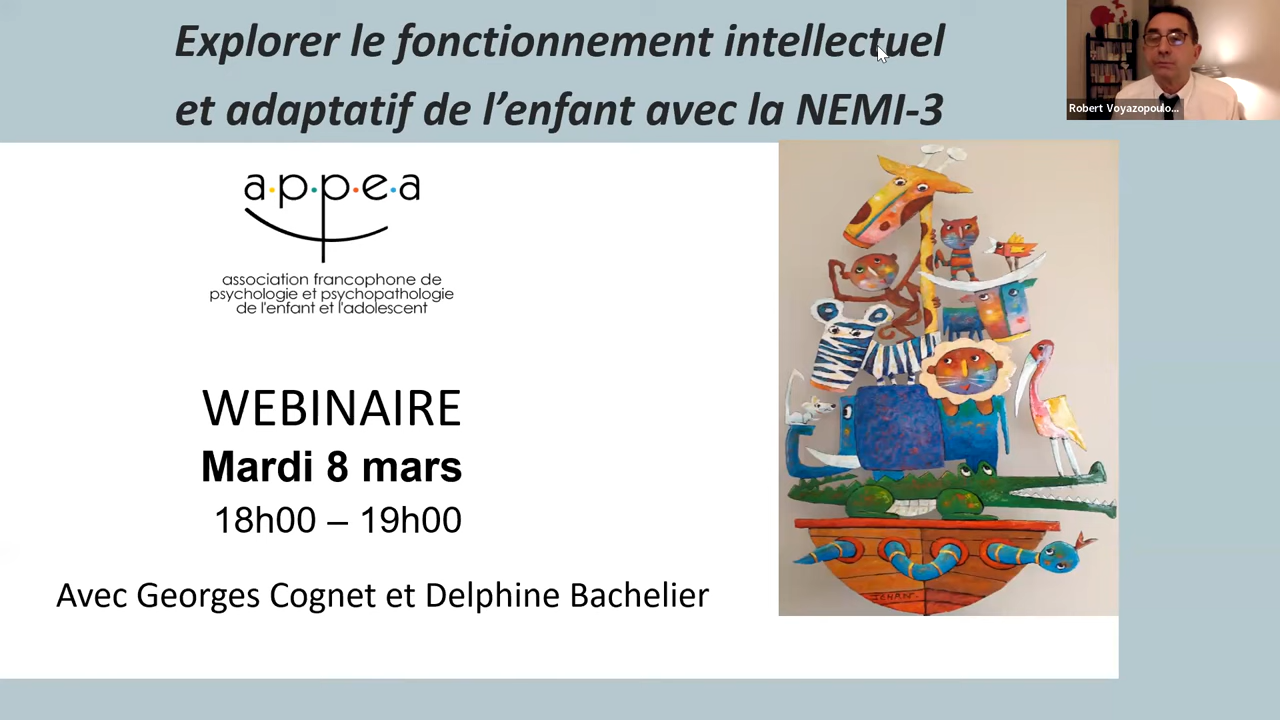 Explorer le fonctionnement intellectuel
et adaptatif de l’enfant avec la NEMI-3
Robert Voyazopoulo...
a·p·p·e·a
association francophone de
psychologie et psychopathologie
de l'enfant et l'adolescent
WEBINAIRE
Mardi 8 mars
18h00 – 19h00
Avec Georges Cognet et Delphine Bachelier